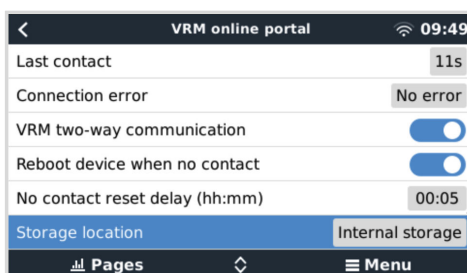 VRM online portal 09:49
Last contact 11s
Connection error No error
VRM two-way communication
Reboot device when no contact
No contact reset delay (hh:mm) 00:05
Storage location Internal storage
Pages Menu